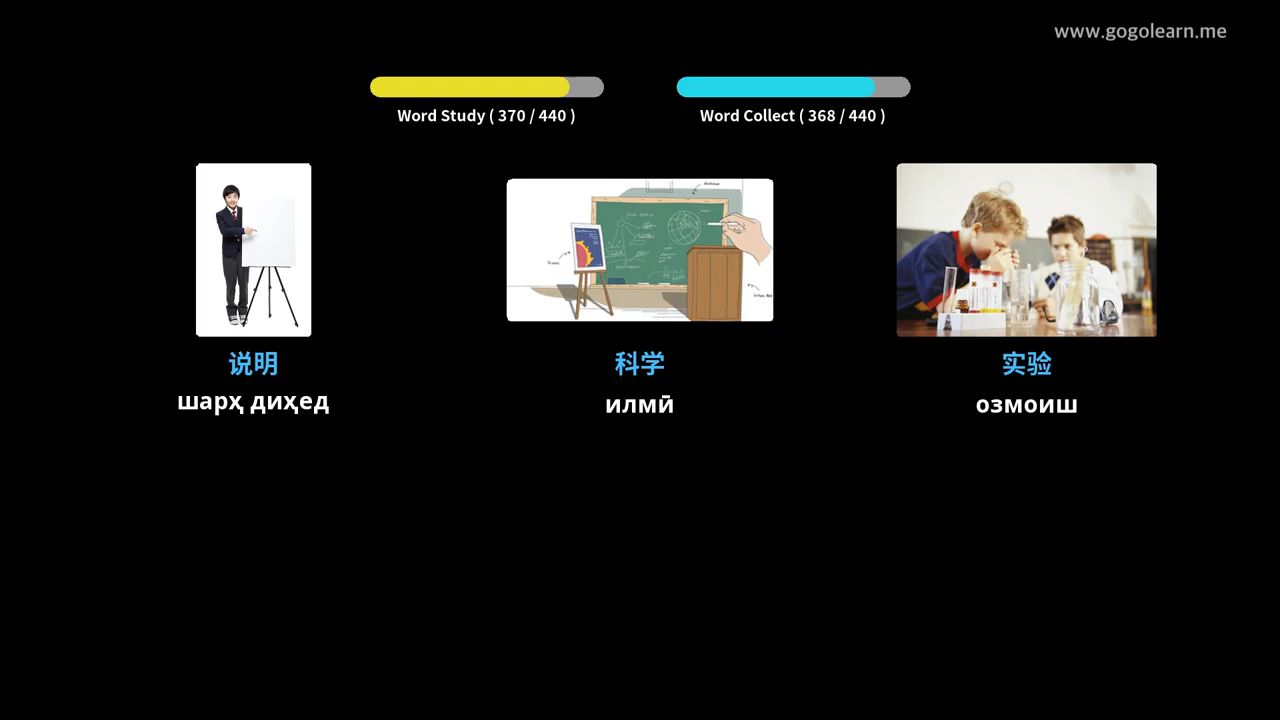 www.gogolearn.me
Word Study ( 370 / 440 )
Word Collect ( 368 / 440 )
说明
科学
实验
шарҳ диҳед
илмӣ
озмоиш